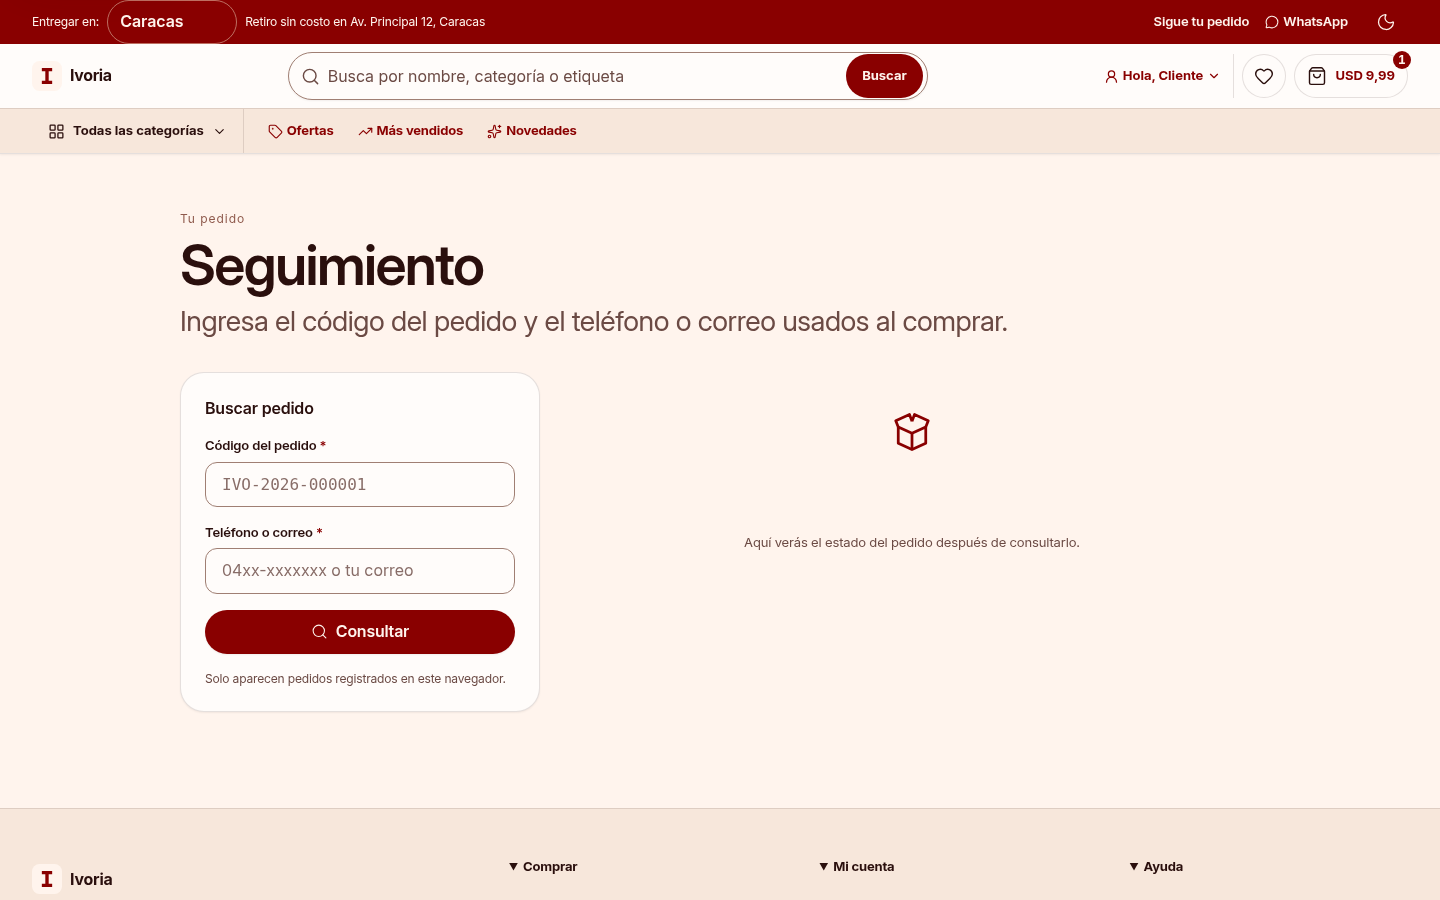 Entregar en: Caracas Retiro sin costo en Av. Principal 12, Caracas Sigue tu pedido WhatsApp
I Ivoria Busca por nombre, categoría o etiqueta Buscar Hola, Cliente USD 9,99 1
Todas las categorías Ofertas Más vendidos Novedades
Tu pedido
Seguimiento
Ingresa el código del pedido y el teléfono o correo usados al comprar.
Buscar pedido
Código del pedido *
IVO-2026-000001
Teléfono o correo *
04xx-xxxxxxx o tu correo
Consultar
Solo aparecen pedidos registrados en este navegador.
Aquí verás el estado del pedido después de consultarlo.
I Ivoria
Comprar
Mi cuenta
Ayuda